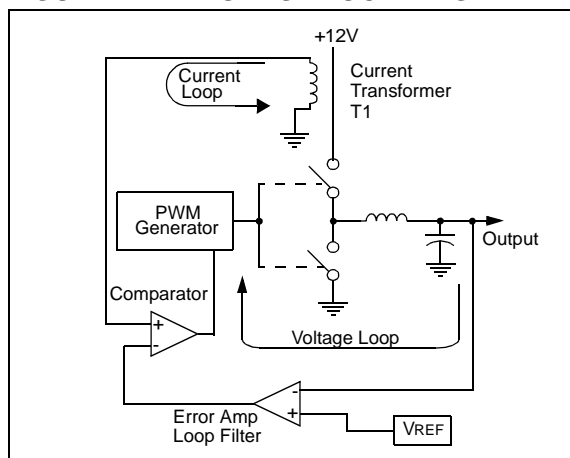 +12V
Current
Loop
Current
Transformer
T1
PWM
Generator
Output
Comparator
+
-
Voltage Loop
-
+
Error Amp
Loop Filter
VREF